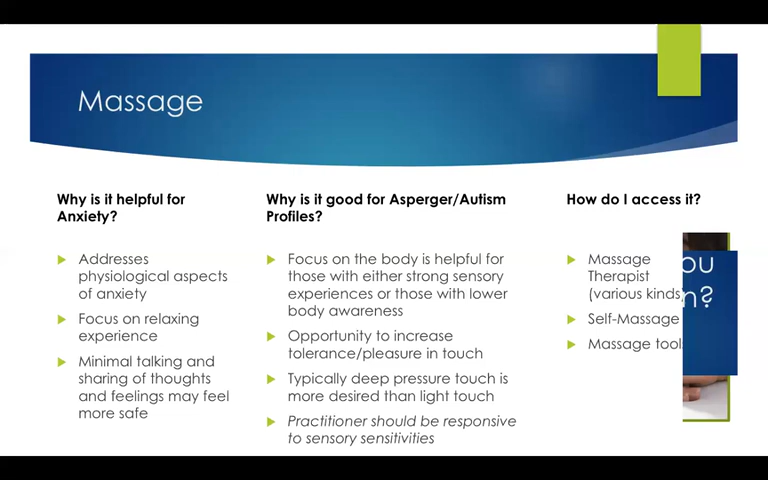 Massage
Why is it helpful for
Anxiety?
Addresses
physiological aspects
of anxiety
Focus on relaxing
experience
Minimal talking and
sharing of thoughts
and feelings may feel
more safe
Why is it good for Asperger/Autism
Profiles?
Focus on the body is helpful for
those with either strong sensory
experiences or those with lower
body awareness
Opportunity to increase
tolerance/pleasure in touch
Typically deep pressure touch is
more desired than light touch
Practitioner should be responsive
to sensory sensitivities
How do I access it?
Massage
Therapist
(various kinds)
Self-Massage
Massage tool
ou
n?